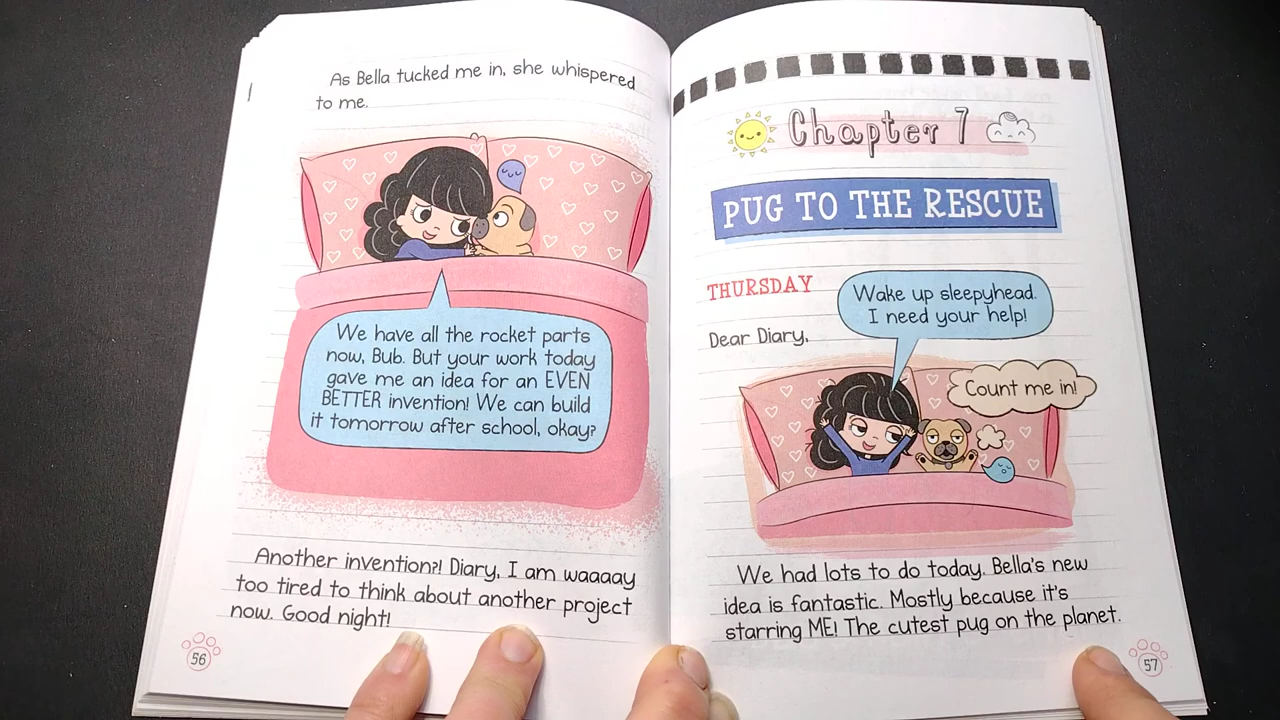 As Bella tucked me in, she whispered
to me.
We have all the rocket parts
now, Bub. But your work today
gave me an idea for an EVEN
BETTER invention! We can build
it tomorrow after school, okay?
Another invention?! Diary, I am waaaay
too tired to think about another project
now. Good night!
56
Chapter 7
PUG TO THE RESCUE
THURSDAY
Wake up sleepyhead.
I need your help!
Dear Diary,
Count me in!
We had lots to do today. Bella's new
idea is fantastic. Mostly because it's
starring ME! The cutest pug on the planet.
57